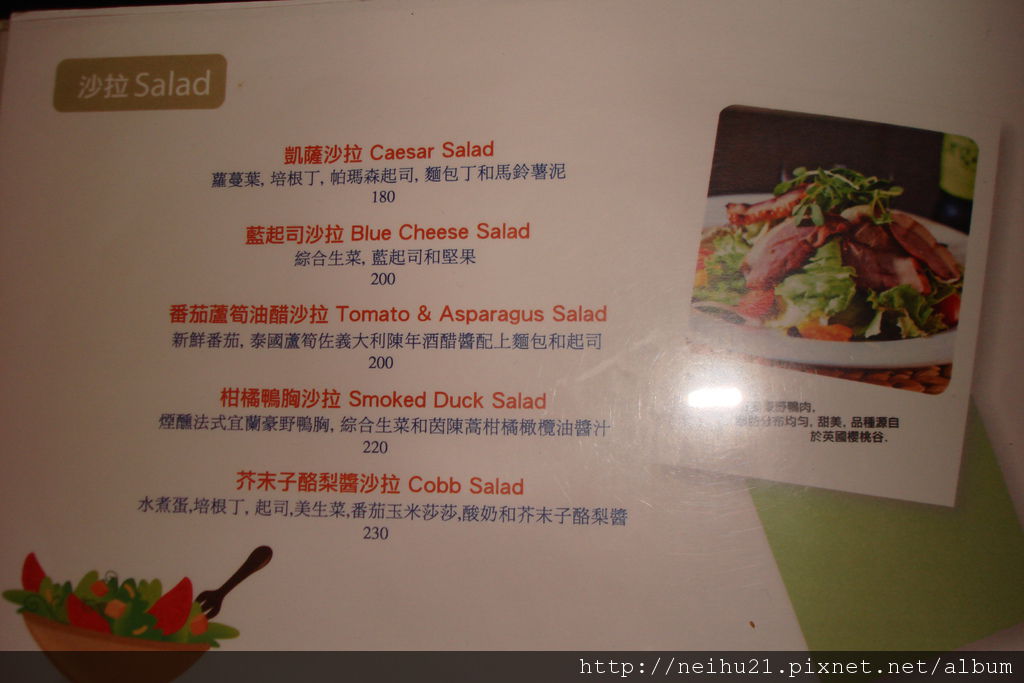 沙拉 Salad
凱薩沙拉 Caesar Salad
蘿蔓葉, 培根丁, 帕瑪森起司, 麵包丁和馬鈴薯泥
180
藍起司沙拉 Blue Cheese Salad
綜合生菜, 藍起司和堅果
200
番茄蘆筍油醋沙拉 Tomato & Asparagus Salad
新鮮番茄, 泰國蘆筍佐義大利陳年酒醋醬配上麵包和起司
200
柑橘鴨胸沙拉 Smoked Duck Salad
煙醺法式宜蘭豪野鴨胸, 綜合生菜和茵陳蒿柑橘橄欖油醬汁
220
芥末子酪梨醬沙拉 Cobb Salad
水煮蛋,培根丁, 起司,美生菜,番茄玉米莎莎,酸奶和芥末子酪梨醬
230
豪野鴨肉,
的分布均勻, 甜美, 品種源自
於英國櫻桃谷.
http://neihu21.pixnet.net/album